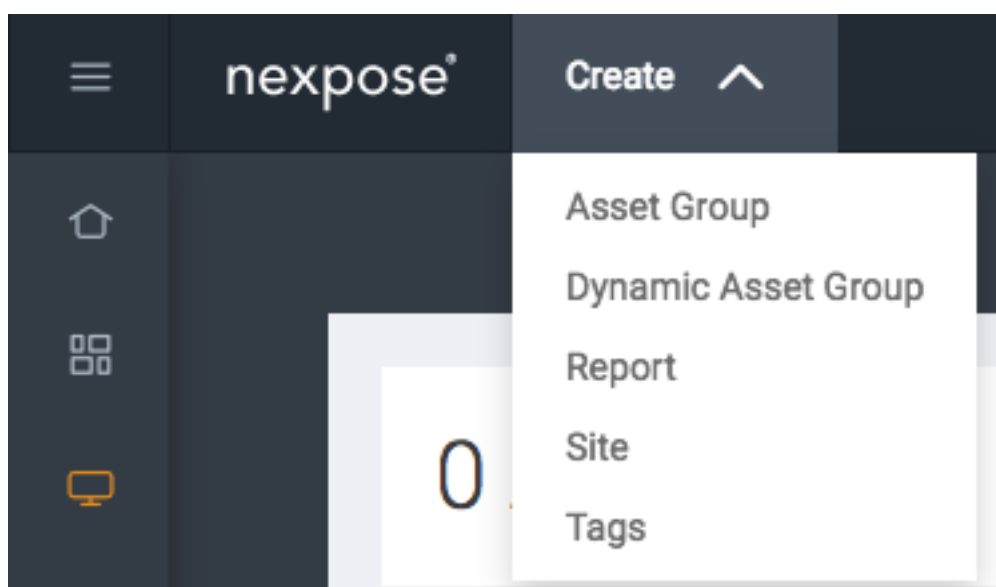 nexpose®
Create
Asset Group
Dynamic Asset Group
Report
Site
Tags
0